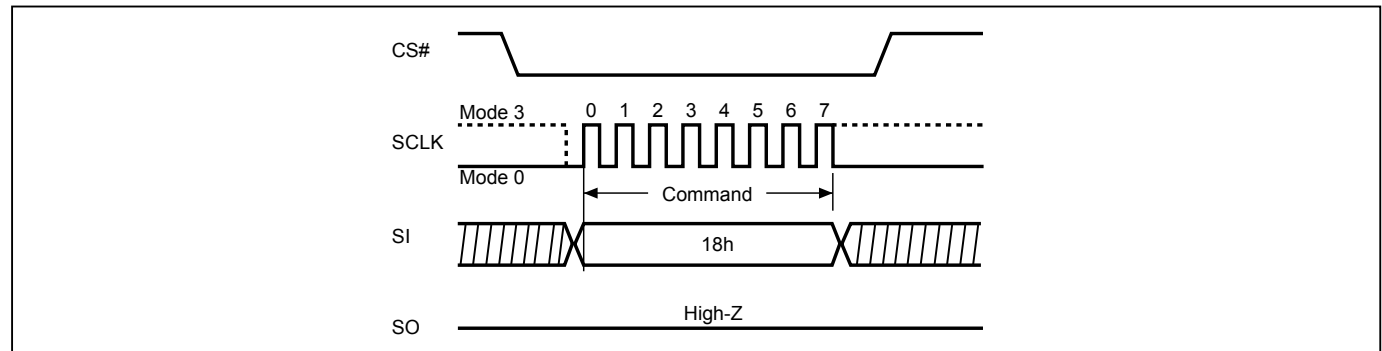 CS#
Mode 3 0 1 2 3 4 5 6 7
SCLK
Mode 0
Command
SI
18h
High-Z
SO